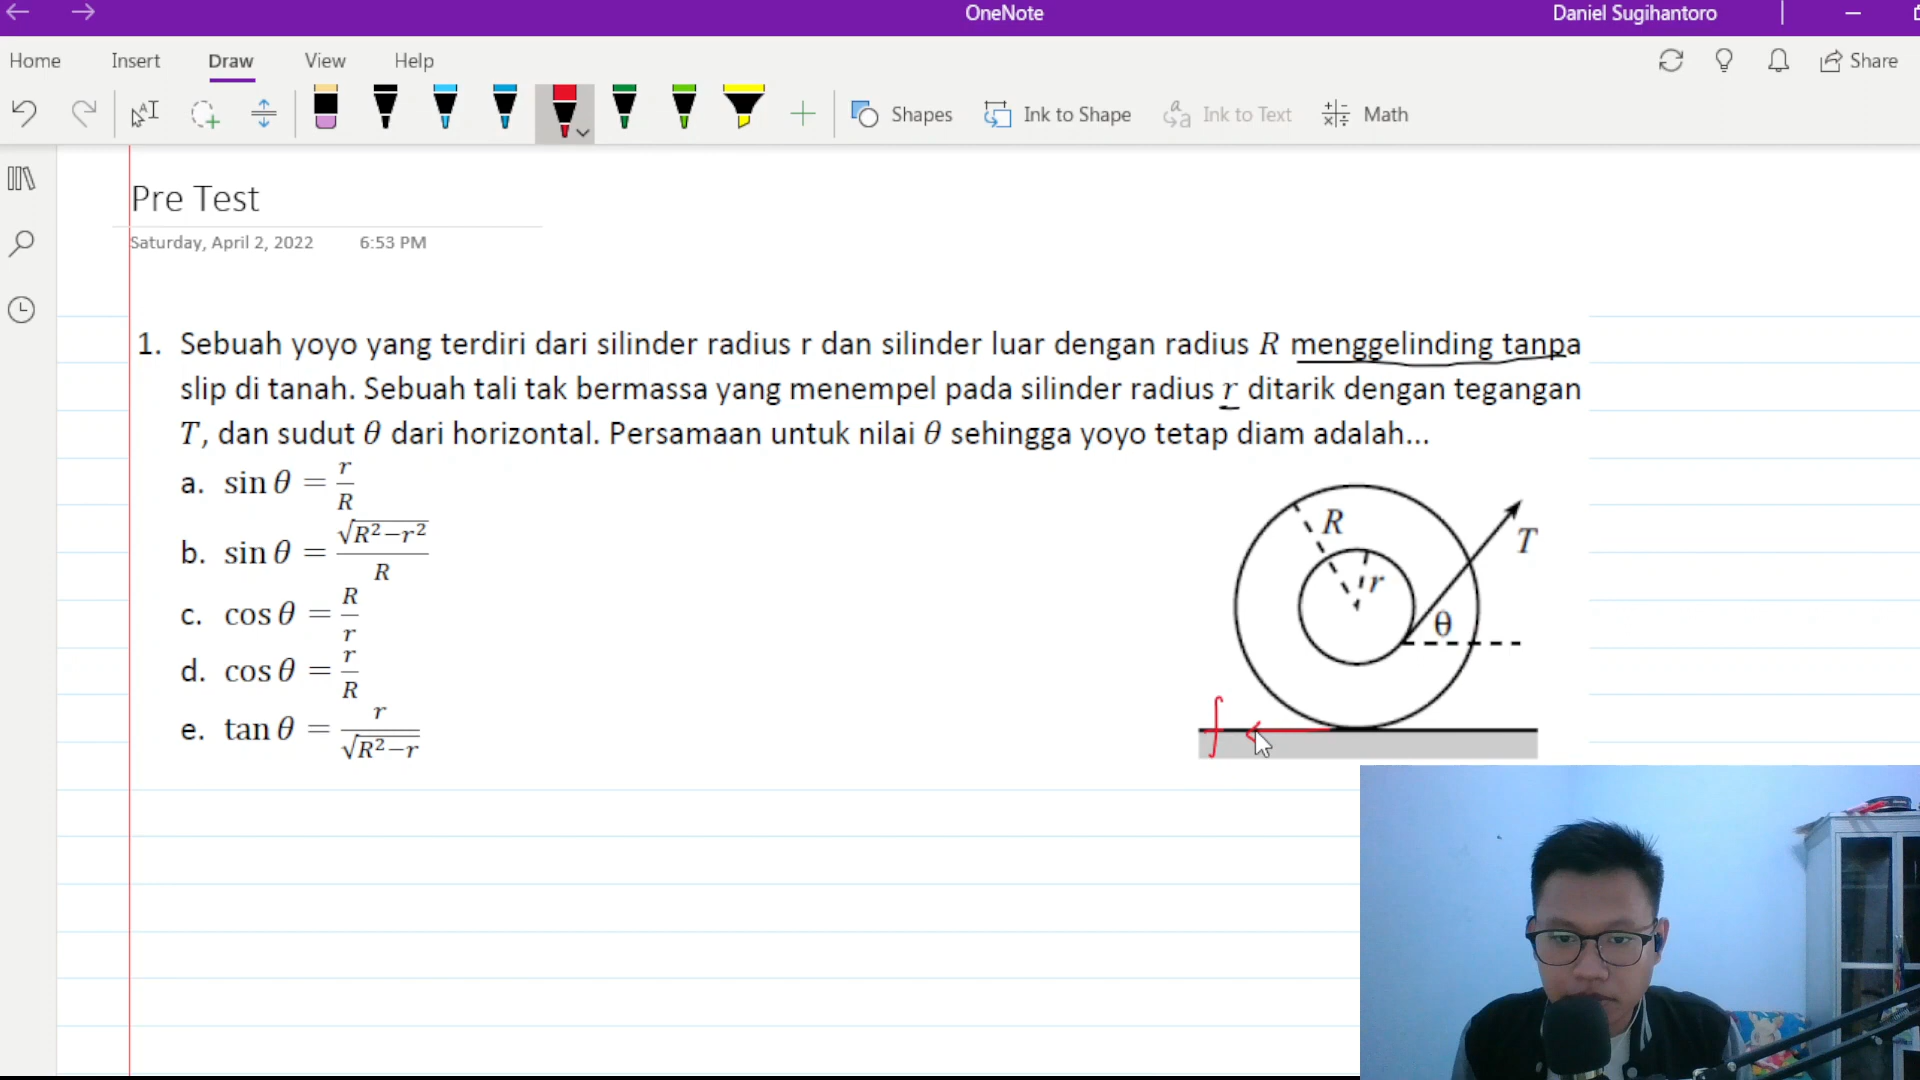 OneNote
Daniel Sugihantoro
Home Insert Draw View Help
Share
Shapes Ink to Shape Ink to Text Math
Pre Test
Saturday, April 2, 2022 6:53 PM
1. Sebuah yoyo yang terdiri dari silinder radius r dan silinder luar dengan radius R menggelinding tanpa
slip di tanah. Sebuah tali tak bermassa yang menempel pada silinder radius r ditarik dengan tegangan
T, dan sudut θ dari horizontal. Persamaan untuk nilai θ sehingga yoyo tetap diam adalah...
a. sin θ = r/R
b. sin θ = √(R²−r²)/R
c. cos θ = R/r
d. cos θ = r/R
e. tan θ = r/√(R²−r)
R
T
r
θ
f